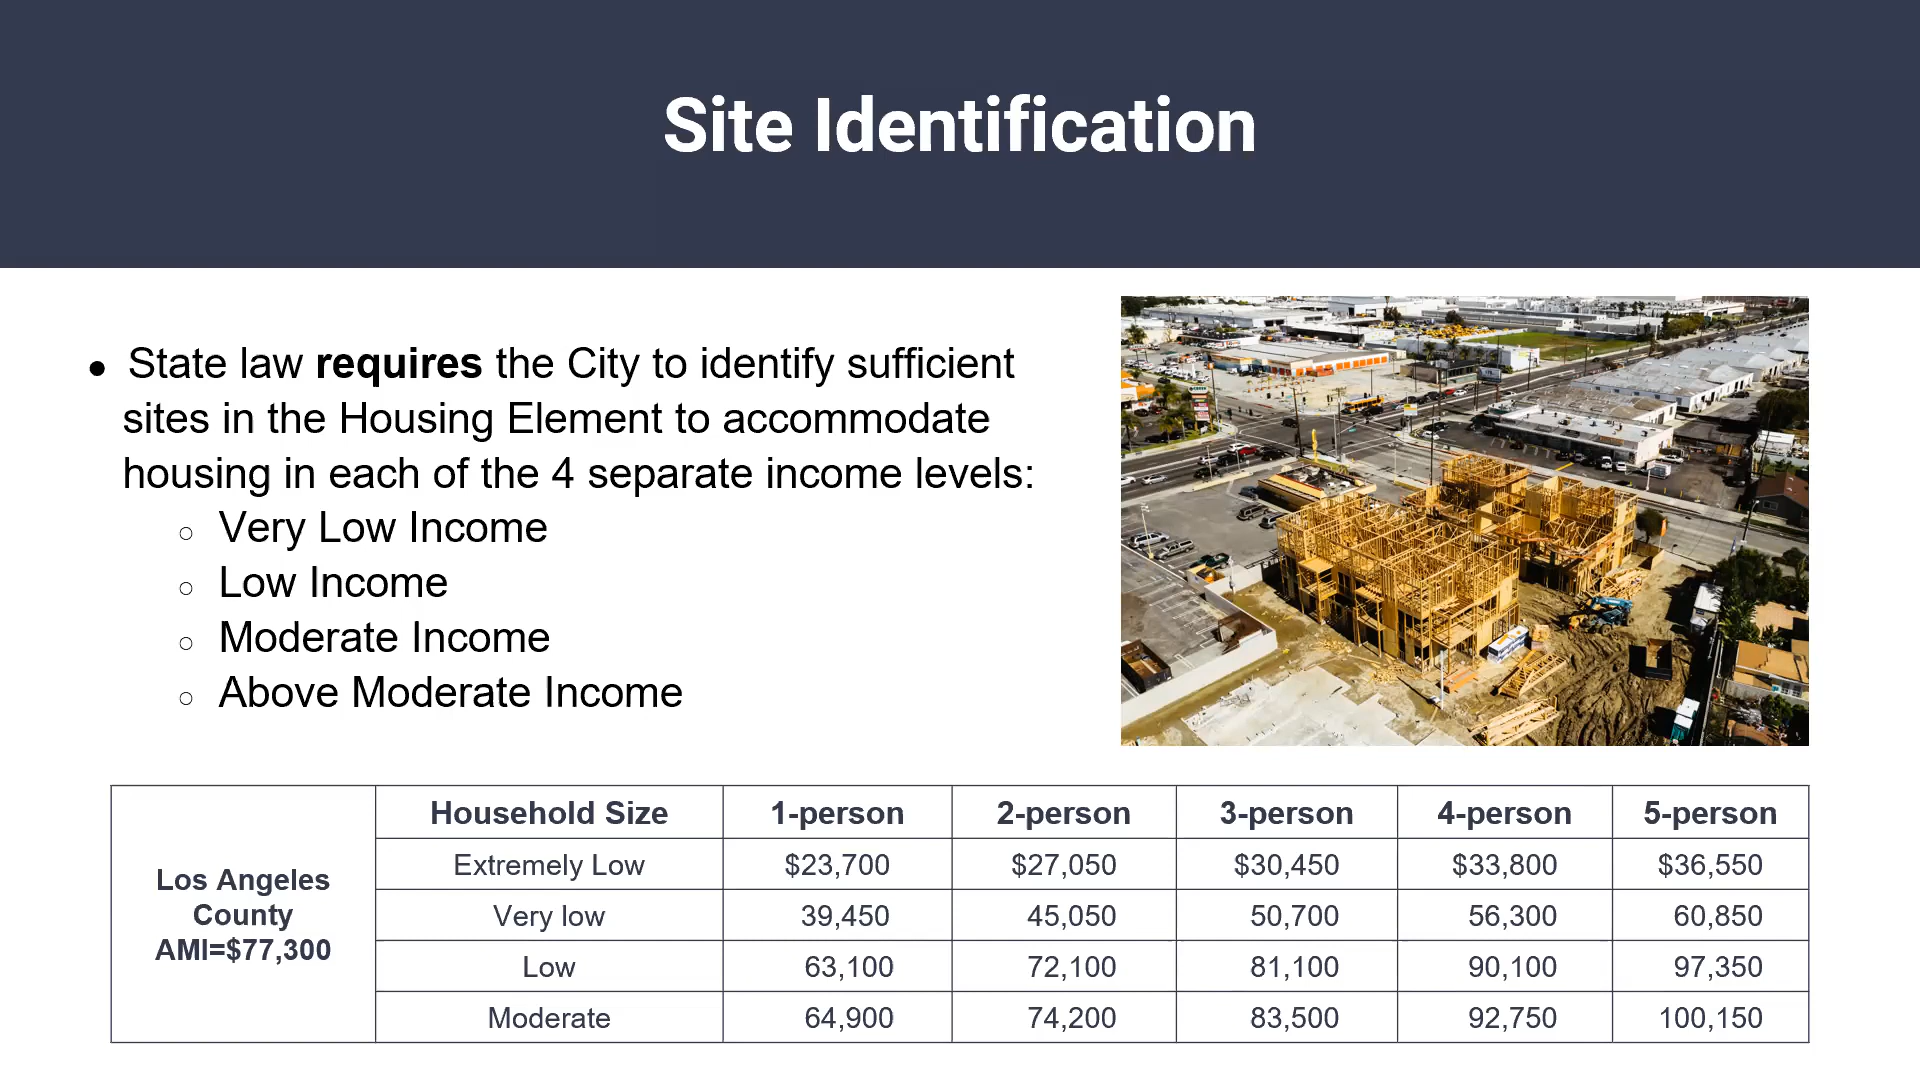 Site Identification
● State law requires the City to identify sufficient
sites in the Housing Element to accommodate
housing in each of the 4 separate income levels:
○ Very Low Income
○ Low Income
○ Moderate Income
○ Above Moderate Income
Los Angeles
County
AMI=$77,300
Household Size 1-person 2-person 3-person 4-person 5-person
Extremely Low $23,700 $27,050 $30,450 $33,800 $36,550
Very low 39,450 45,050 50,700 56,300 60,850
Low 63,100 72,100 81,100 90,100 97,350
Moderate 64,900 74,200 83,500 92,750 100,150